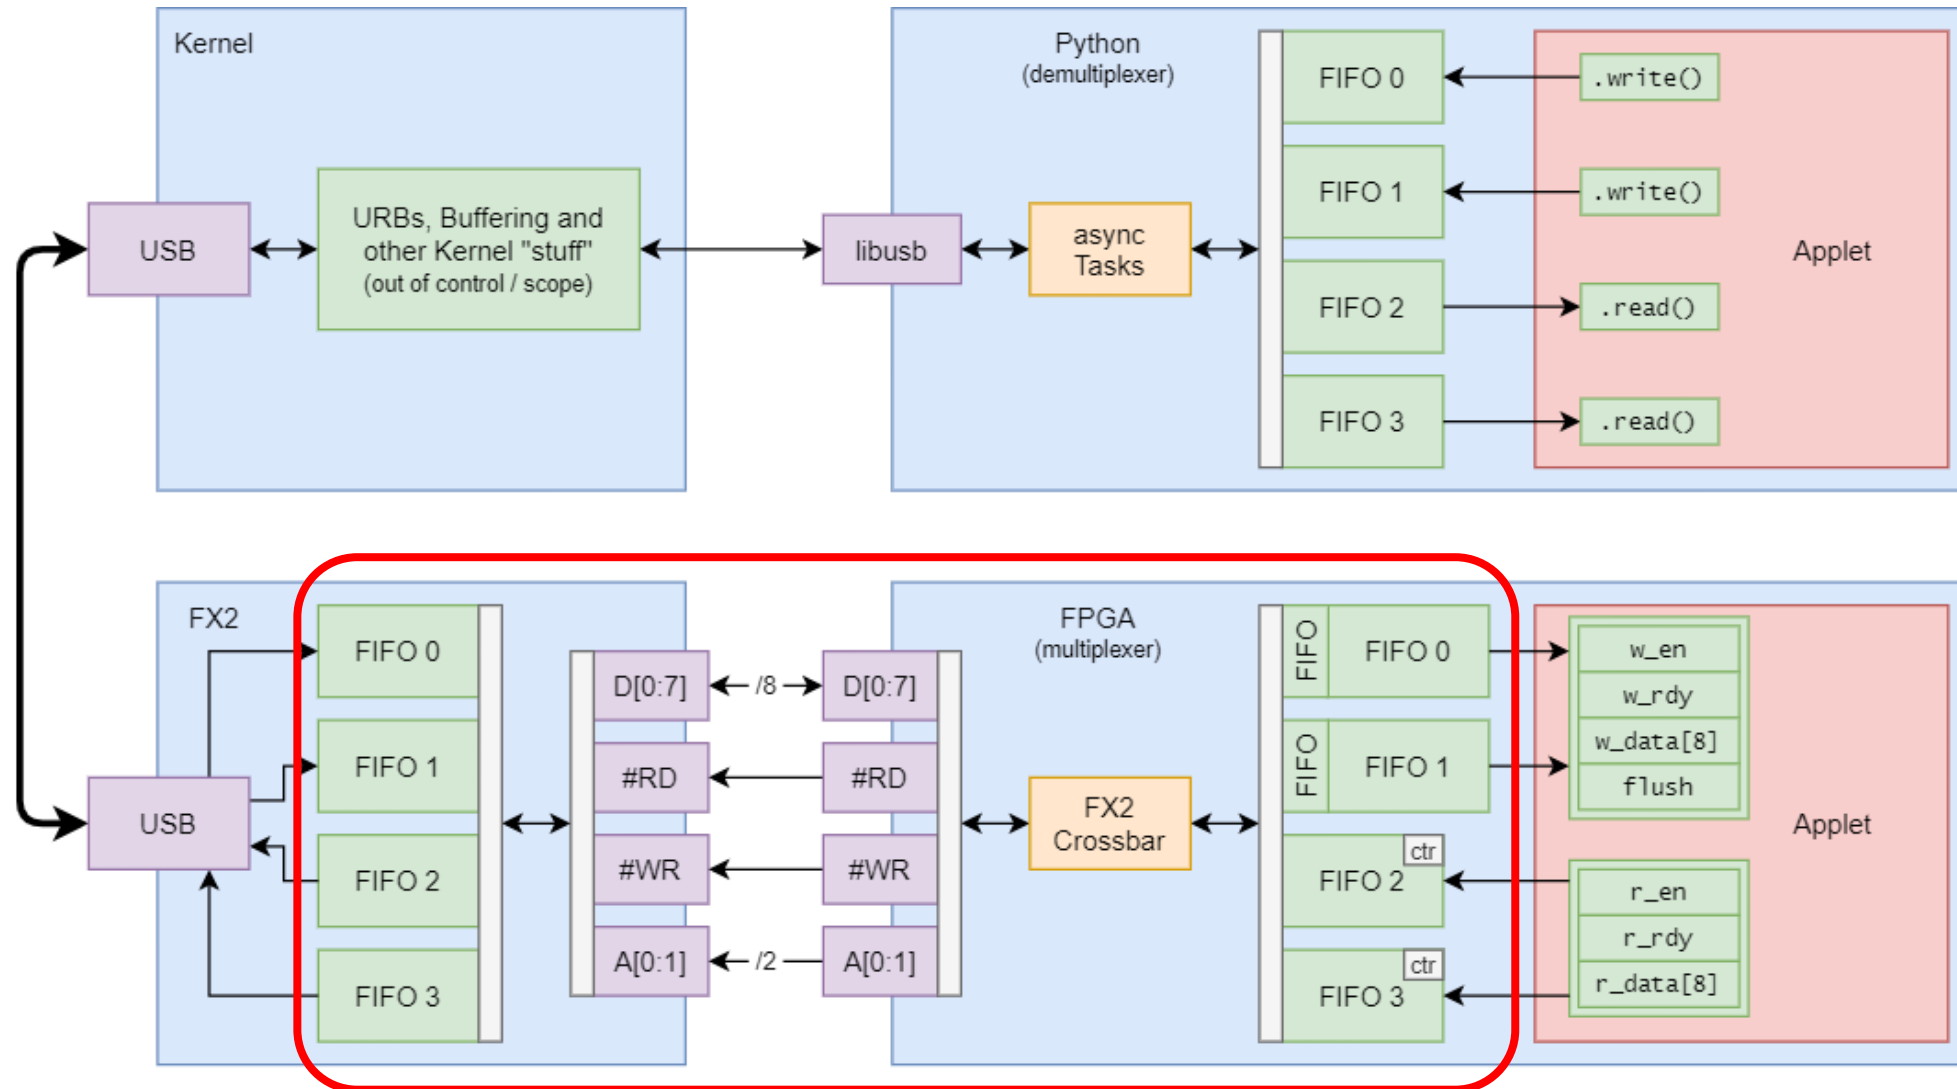 Kernel
USB
URBs, Buffering and
other Kernel "stuff"
(out of control / scope)
Python
(demultiplexer)
libusb
async
Tasks
FIFO 0
FIFO 1
FIFO 2
FIFO 3
.write()
.write()
.read()
.read()
Applet
FX2
USB
FIFO 0
FIFO 1
FIFO 2
FIFO 3
D[0:7]
#RD
#WR
A[0:1]
/8
/2
D[0:7]
#RD
#WR
A[0:1]
FPGA
(multiplexer)
FX2
Crossbar
FIFO
FIFO 0
FIFO
FIFO 1
ctr
FIFO 2
ctr
FIFO 3
w_en
w_rdy
w_data[8]
flush
r_en
r_rdy
r_data[8]
Applet